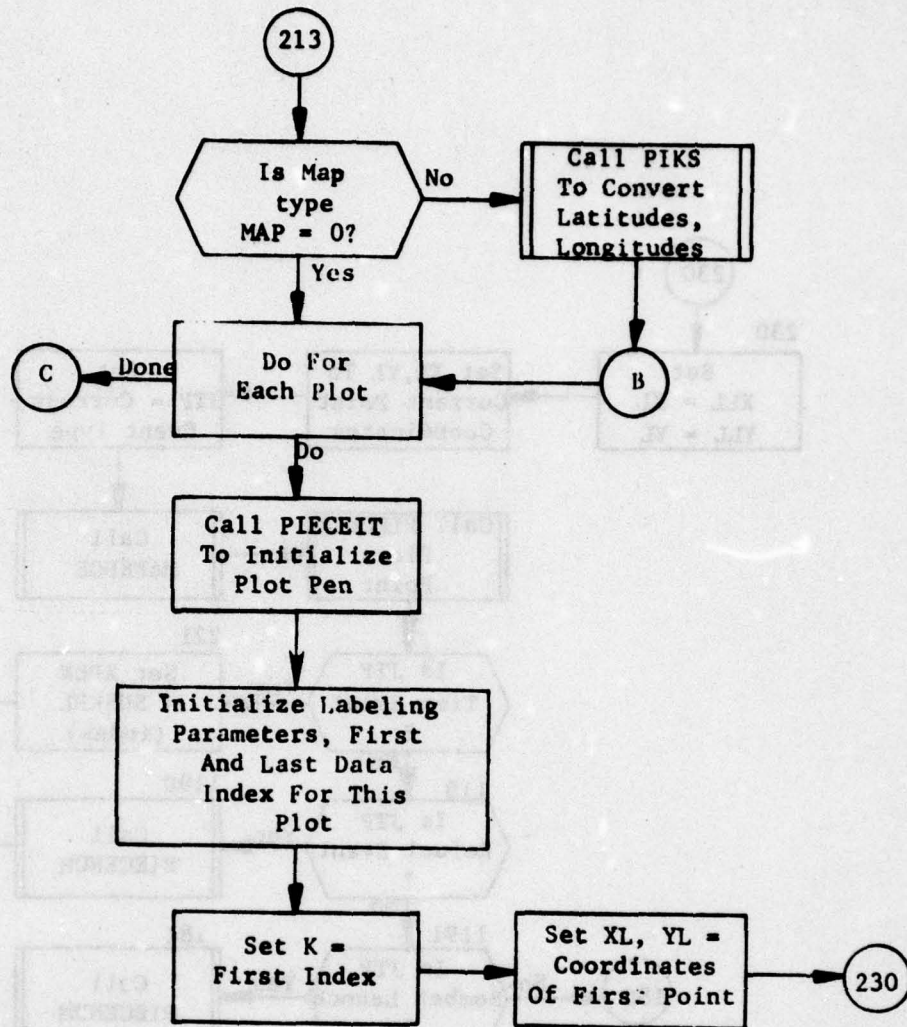 213
Is Map
type
MAP = 0?
No
Call PIKS
To Convert
Latitudes,
Longitudes
Yes
C
Done
Do For
Each Plot
B
Do
Call PIECEIT
To Initialize
Plot Pen
Initialize Labeling
Parameters, First
And Last Data
Index For This
Plot
Set K =
First Index
Set XL, YL =
Coordinates
Of First Point
230